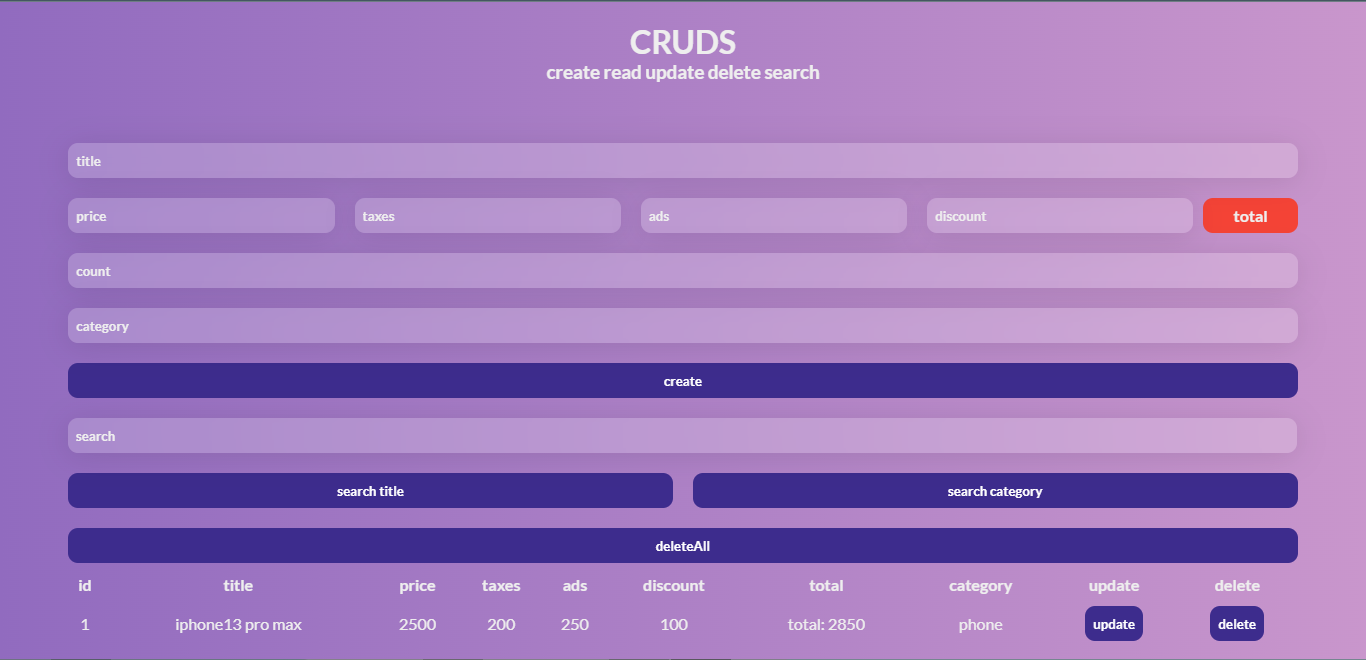 CRUDS
create read update delete search
title
price taxes ads discount total
count
category
create
search
search title search category
deleteAll
id title price taxes ads discount total category update delete
1 iphone13 pro max 2500 200 250 100 total: 2850 phone update delete